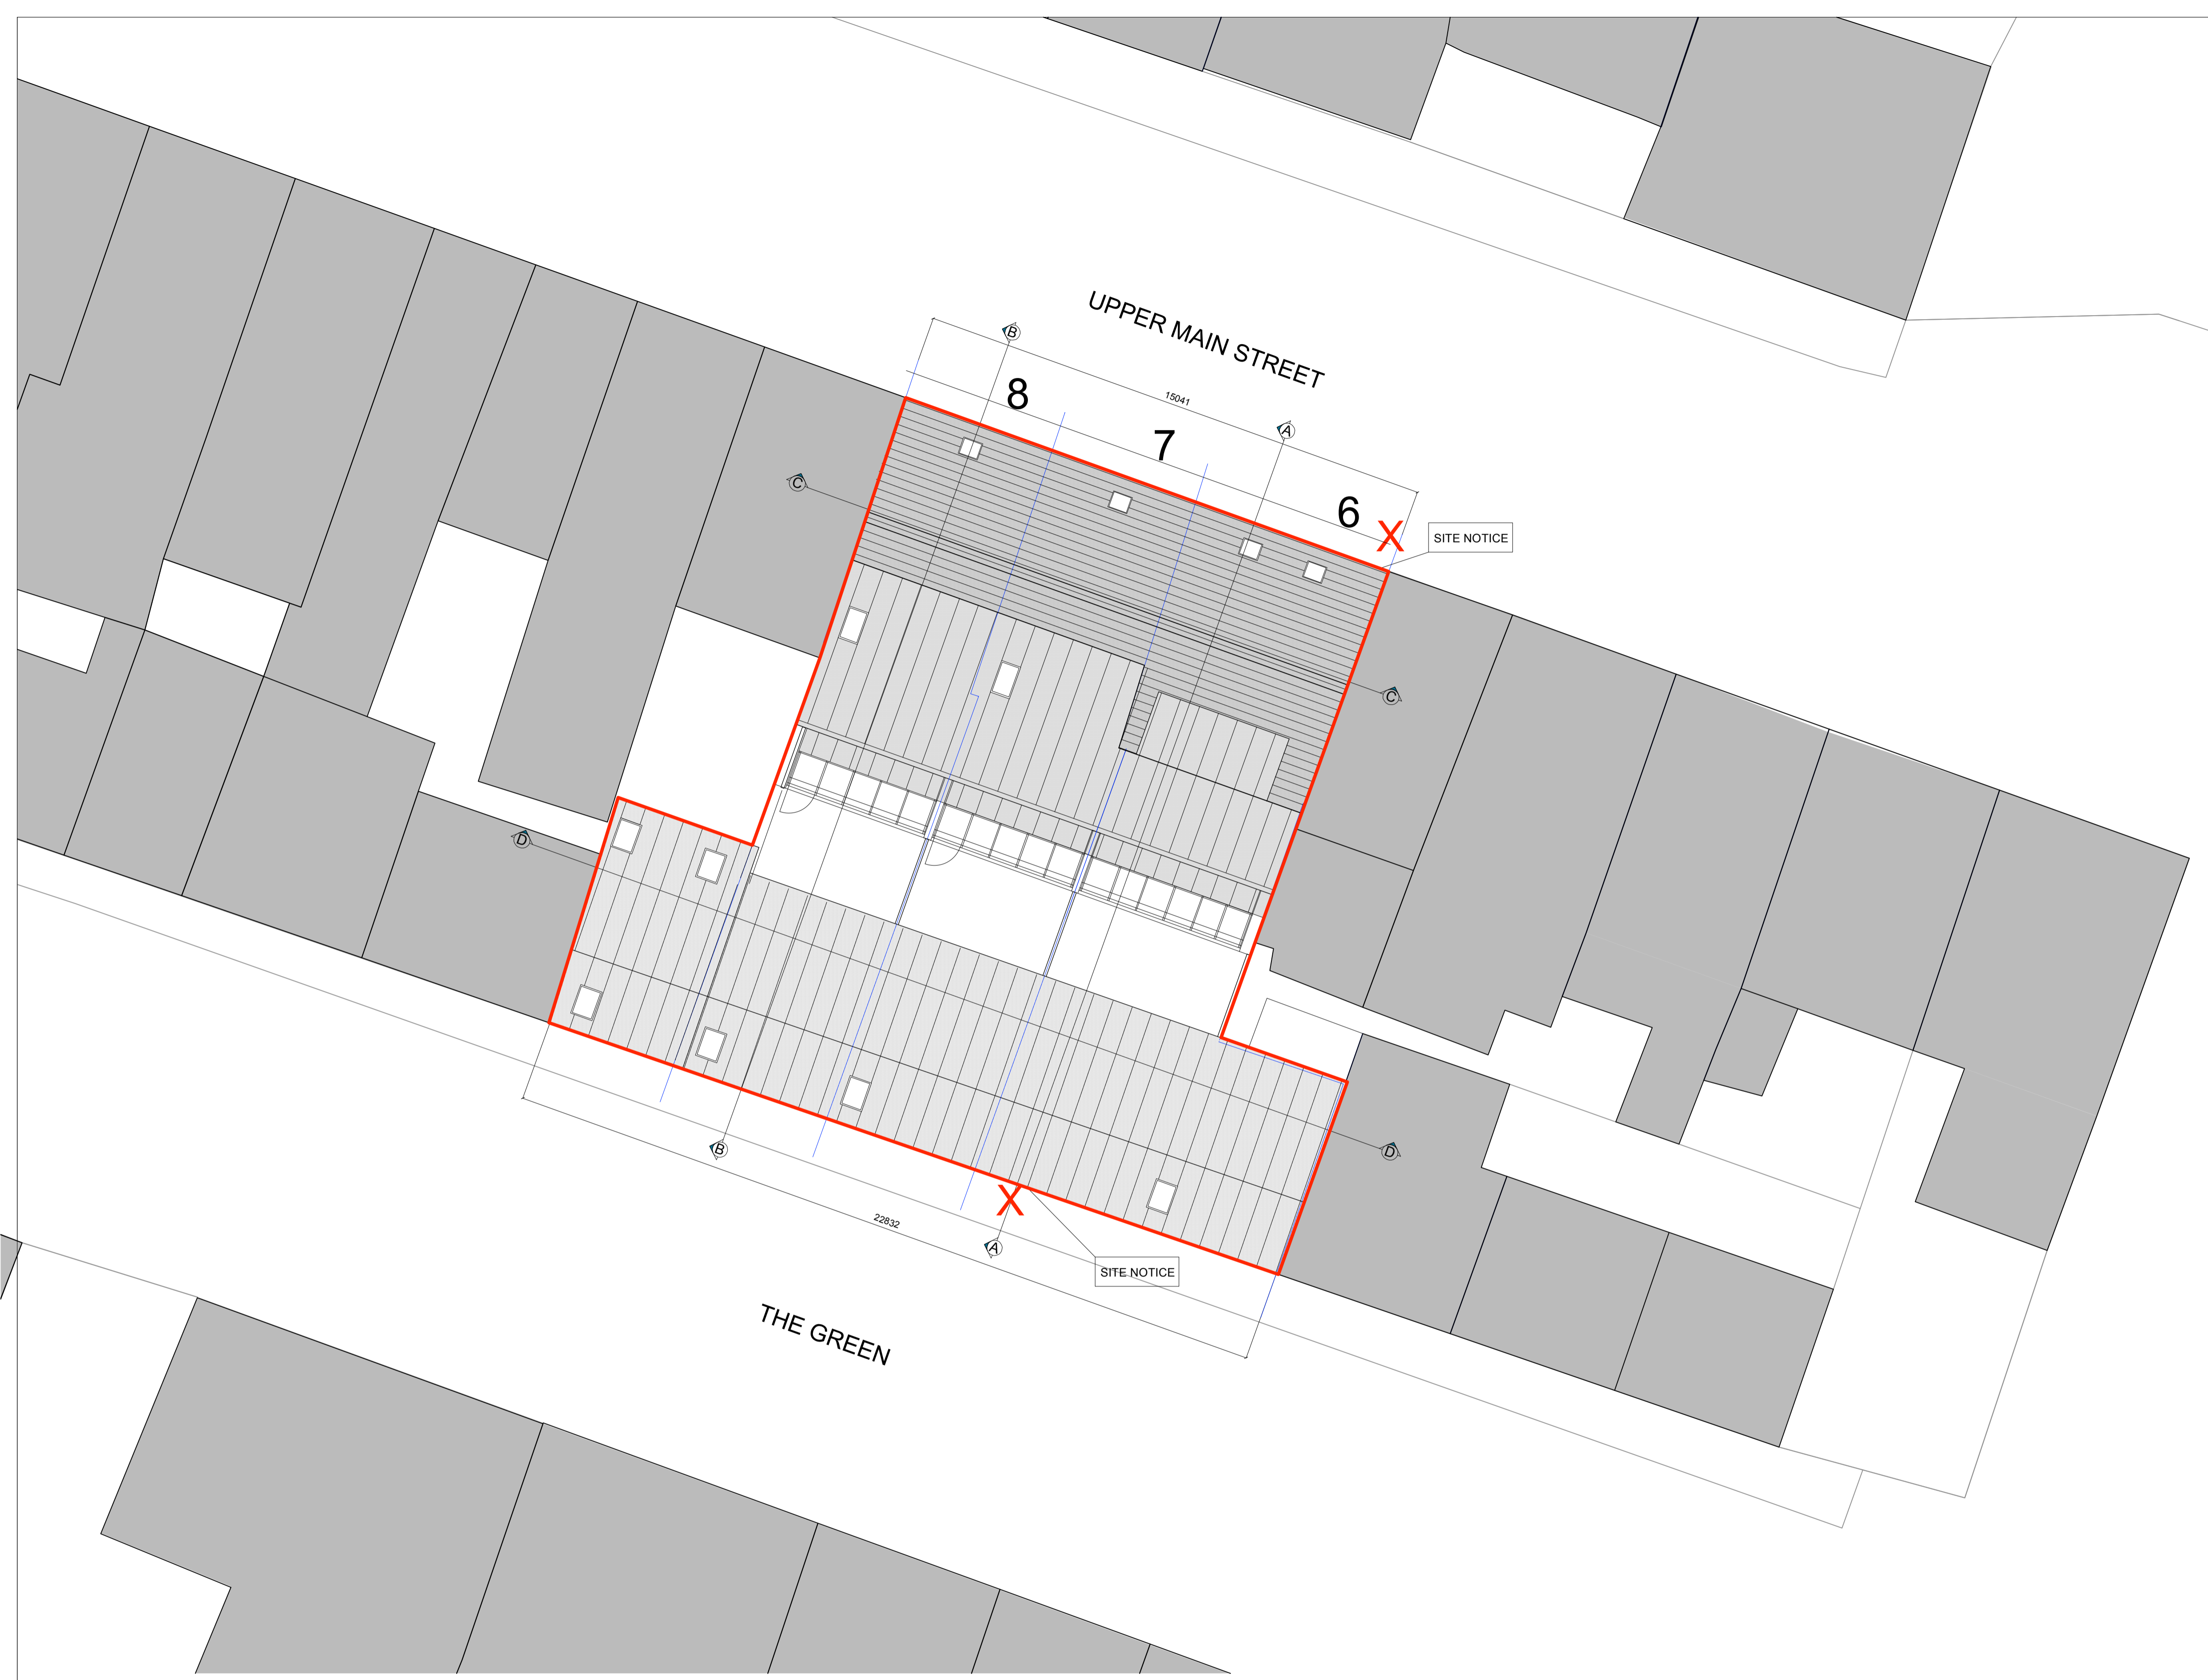 UPPER MAIN STREET
B
8
15041
A
7
C
6
X
SITE NOTICE
C
D
B
D
X
A
22832
SITE NOTICE
THE GREEN